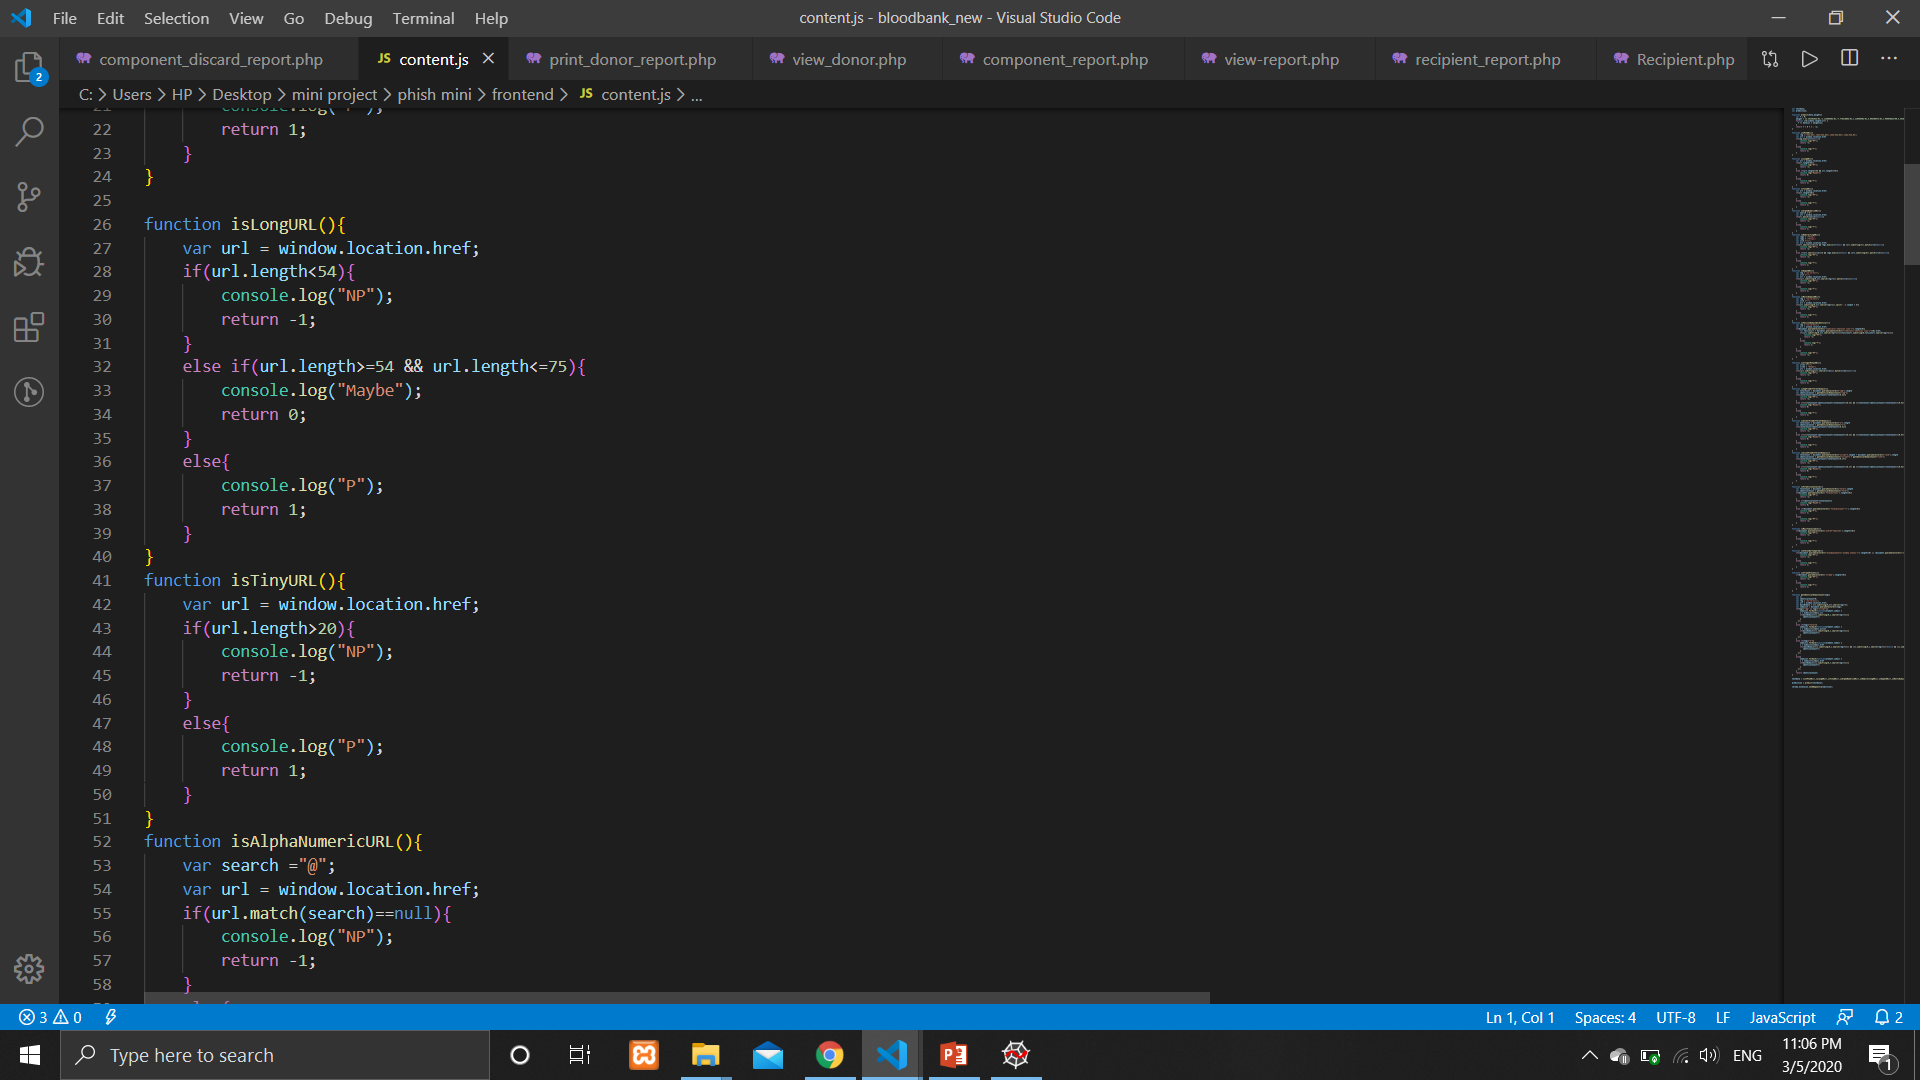 File Edit Selection View Go Debug Terminal Help
content.js - bloodbank_new - Visual Studio Code
component_discard_report.php
JS content.js
print_donor_report.php
view_donor.php
component_report.php
view-report.php
recipient_report.php
Recipient.php
2
C: > Users > HP > Desktop > mini project > phish mini > frontend > JS content.js > ...
22 return 1;
23 }
24 }
25
26 function isLongURL(){
27 var url = window.location.href;
28 if(url.length<54){
29 console.log("NP");
30 return -1;
31 }
32 else if(url.length>=54 && url.length<=75){
33 console.log("Maybe");
34 return 0;
35 }
36 else{
37 console.log("P");
38 return 1;
39 }
40 }
41 function isTinyURL(){
42 var url = window.location.href;
43 if(url.length>20){
44 console.log("NP");
45 return -1;
46 }
47 else{
48 console.log("P");
49 return 1;
50 }
51 }
52 function isAlphaNumericURL(){
53 var search ="@";
54 var url = window.location.href;
55 if(url.match(search)==null){
56 console.log("NP");
57 return -1;
58 }
3 0
Ln 1, Col 1 Spaces: 4 UTF-8 LF JavaScript 2
Type here to search
ENG
11:06 PM
3/5/2020
1